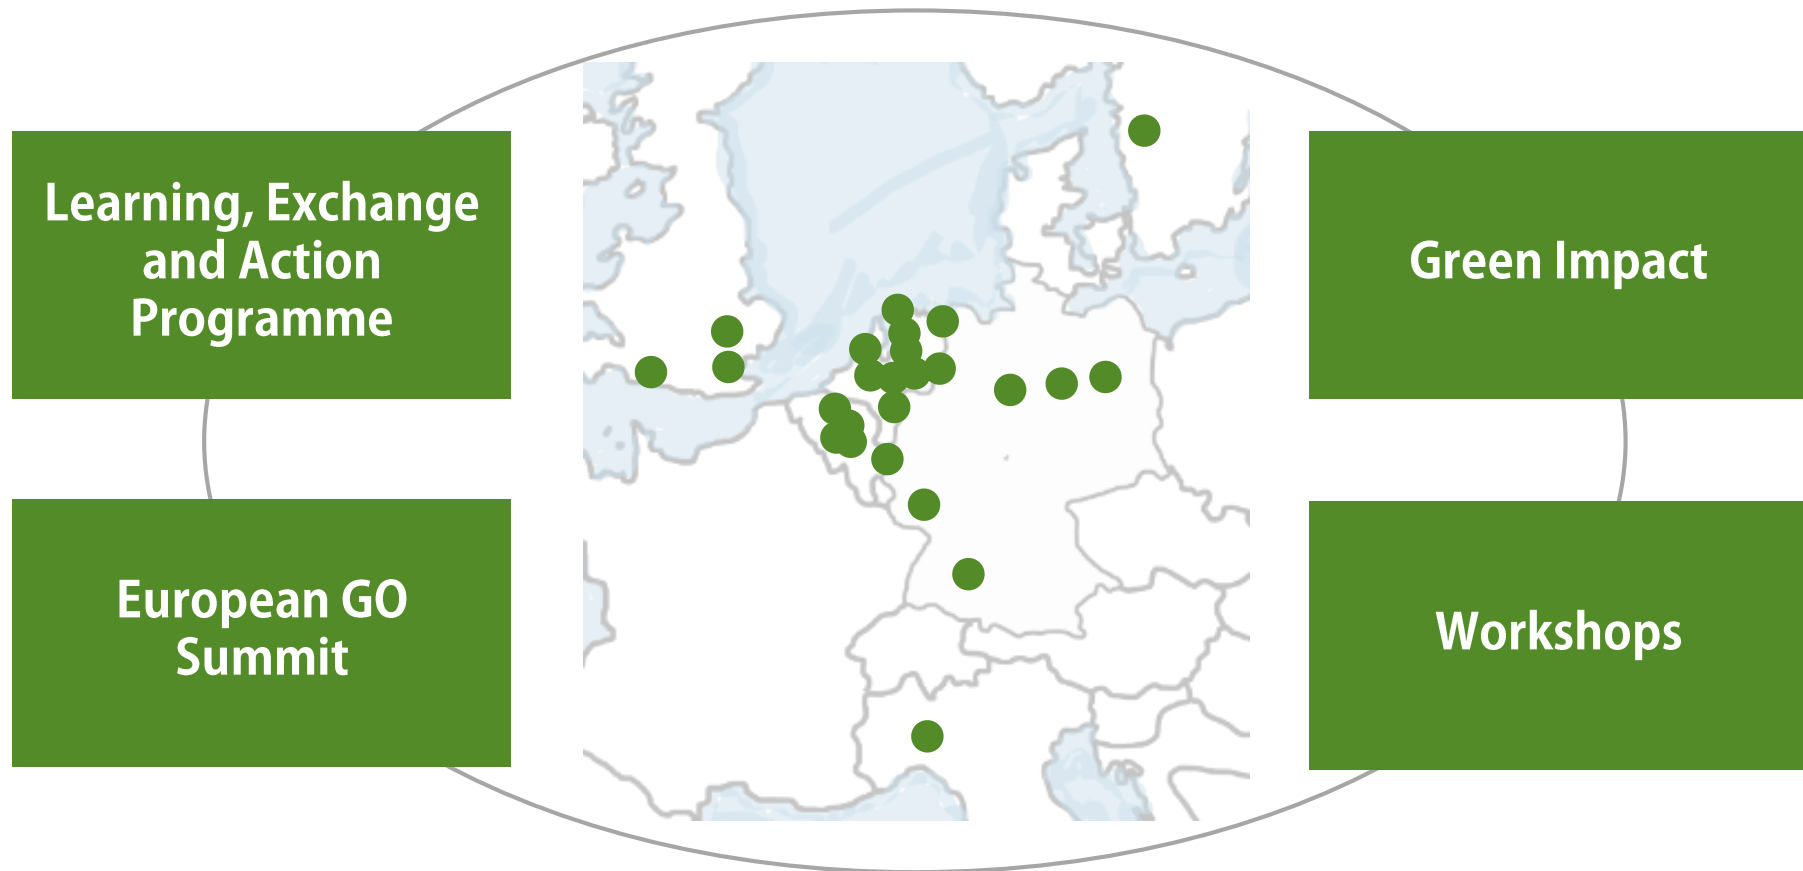 Learning, Exchange
and Action
Programme
Green Impact
European GO
Summit
Workshops